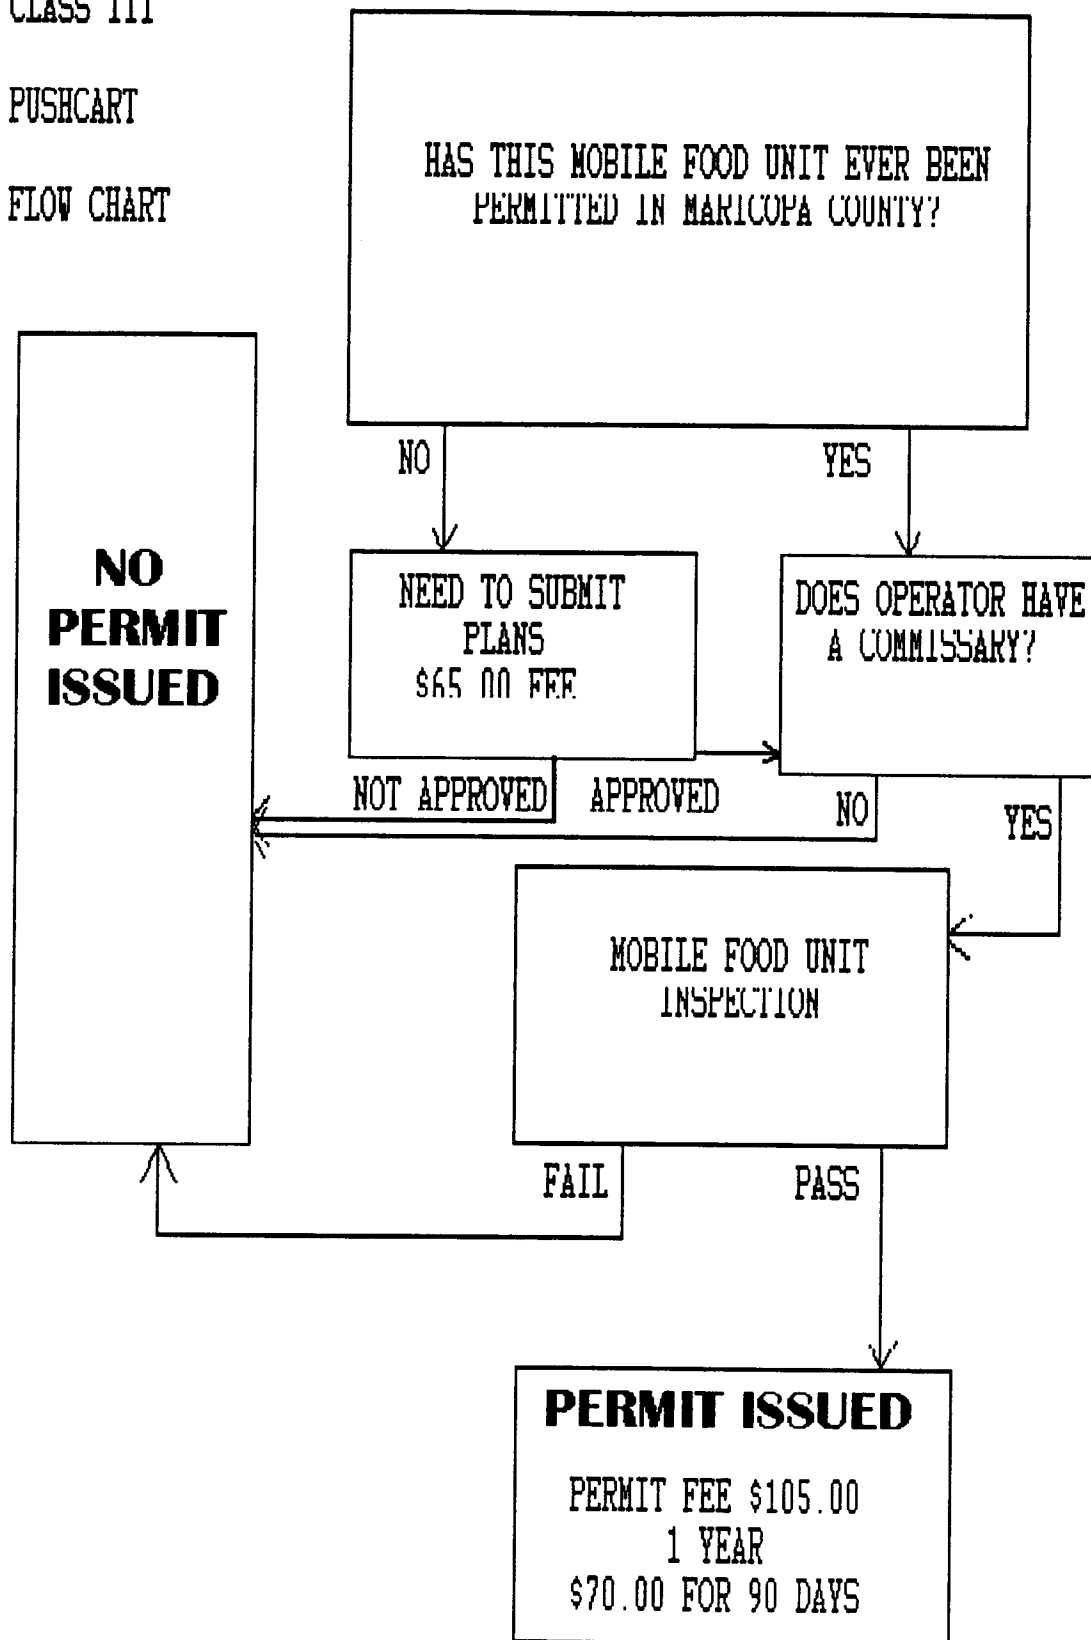 CLASS III
PUSHCART
FLOW CHART
HAS THIS MOBILE FOOD UNIT EVER BEEN
PERMITTED IN MARICOPA COUNTY?
NO
YES
NO
PERMIT
ISSUED
NEED TO SUBMIT
PLANS
$65.00 FEE
DOES OPERATOR HAVE
A COMMISSARY?
NOT APPROVED
APPROVED
NO
YES
MOBILE FOOD UNIT
INSPECTION
FAIL
PASS
PERMIT ISSUED
PERMIT FEE $105.00
1 YEAR
$70.00 FOR 90 DAYS